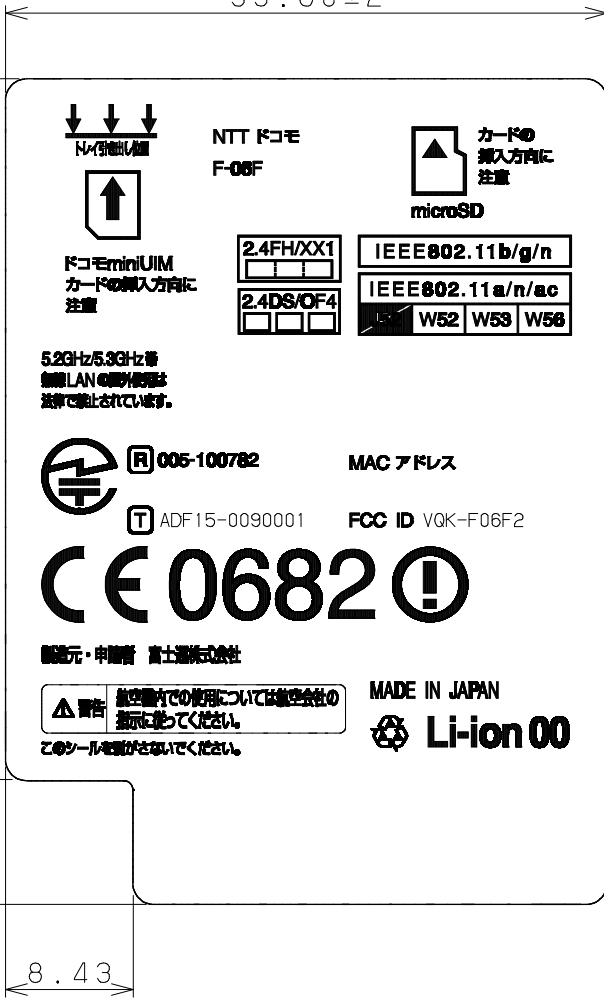 トレイ引き出し位置
NTT ドコモ
F-06F
カードの
挿入方向に
注意
microSD
ドコモminiUIM
カードの挿入方向に
注意
2.4FH/XX1
2.4DS/OF4
IEEE802.11b/g/n
IEEE802.11a/n/ac
J52 W52 W53 W56
5.2GHz/5.3GHz帯
無線LANの屋外使用は
法律で禁止されています。
R 005-100782
MAC アドレス
T ADF15-0090001
FCC ID VQK-F06F2
CE0682
製造元・申請者 富士通株式会社
警告
航空機内での使用については航空会社の
指示に従ってください。
このシールを剥がさないでください。
MADE IN JAPAN
Li-ion 00
8.43